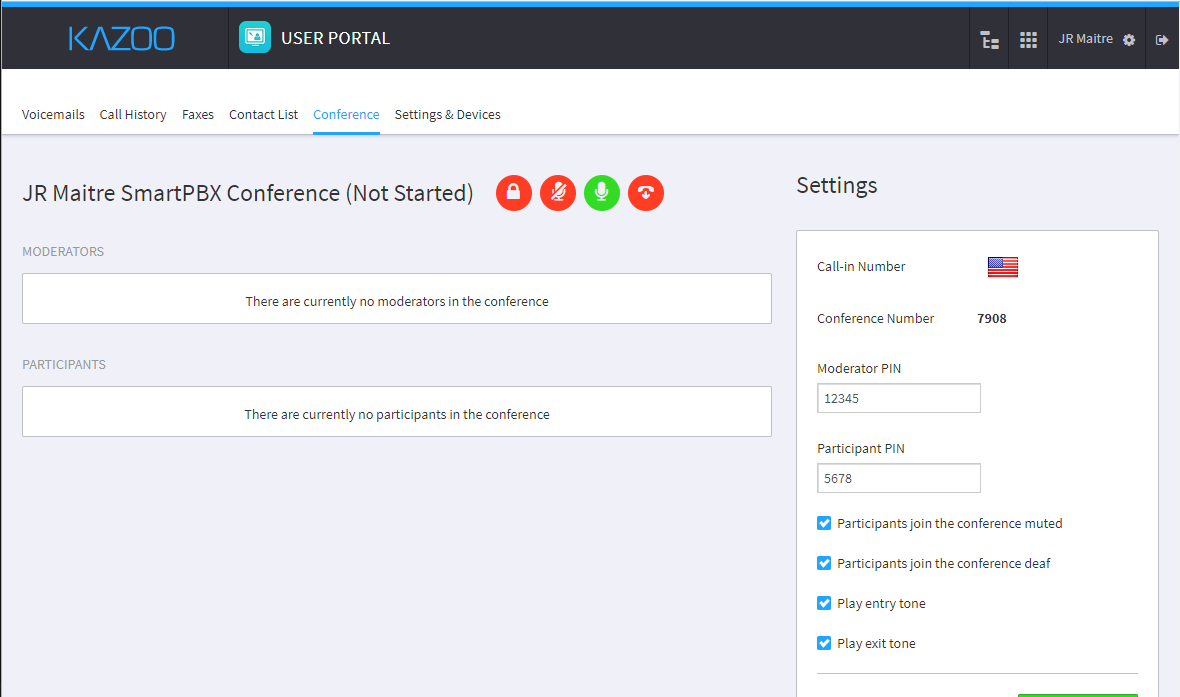 KAZOO
USER PORTAL
JR Maitre
Voicemails
Call History
Faxes
Contact List
Conference
Settings & Devices
JR Maitre SmartPBX Conference (Not Started)
MODERATORS
There are currently no moderators in the conference
PARTICIPANTS
There are currently no participants in the conference
Settings
Call-in Number
Conference Number 7908
Moderator PIN
12345
Participant PIN
5678
Participants join the conference muted
Participants join the conference deaf
Play entry tone
Play exit tone